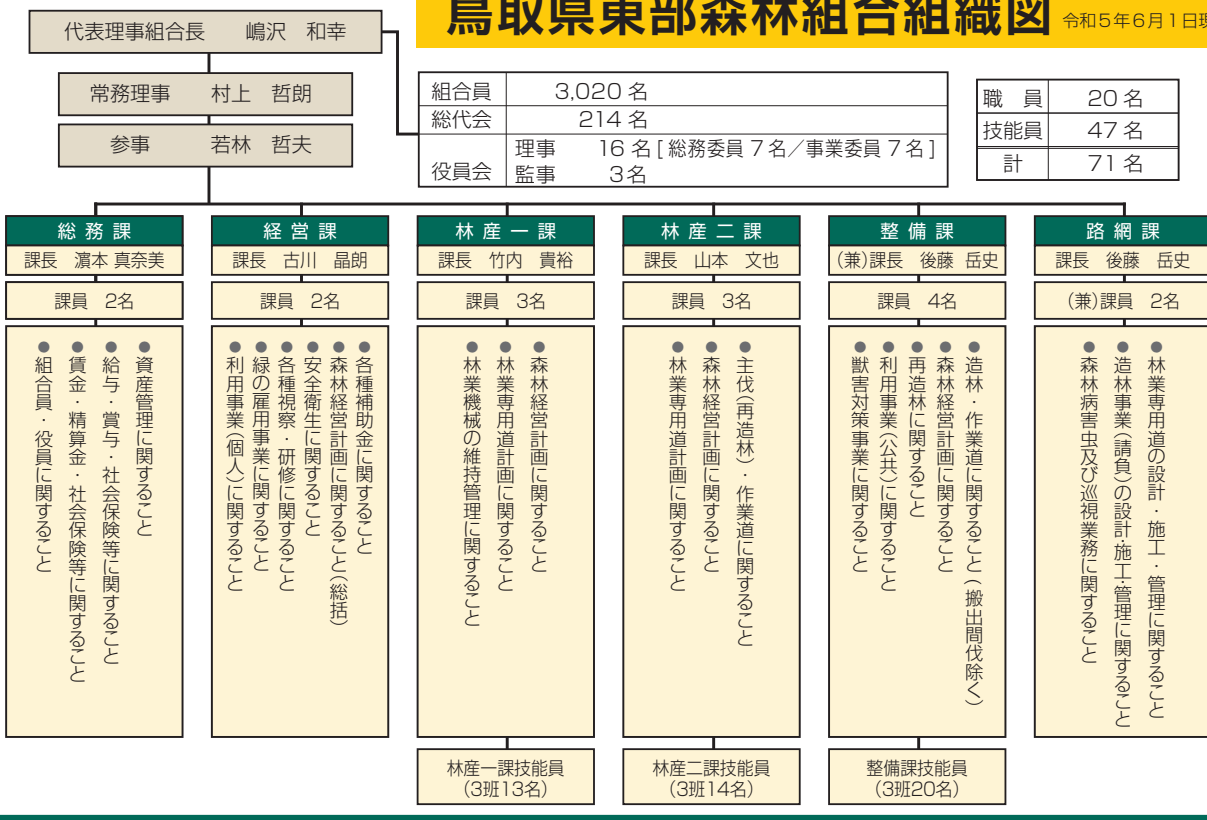 鳥取県東部森林組合組織図
令和5年6月1日現
代表理事組合長 嶋沢 和幸
常務理事 村上 哲朗
参事 若林 哲夫
組合員 3,020名
総代会 214名
役員会
理事 16名[総務委員7名／事業委員7名]
監事 3名
職 員 20名
技能員 47名
計 71名
総務課
課長 濵本 真奈美
課員 2名
●資産管理に関すること
●給与・賞与・社会保険等に関すること
●賃金・精算金・社会保険等に関すること
●組合員・役員に関すること
経営課
課長 古川 晶朗
課員 2名
●各種補助金に関すること
●森林経営計画に関すること(総括)
●安全衛生に関すること
●各種視察・研修に関すること
●緑の雇用事業に関すること
●利用事業(個人)に関すること
林産一課
課長 竹内 貴裕
課員 3名
●森林経営計画に関すること
●林業専用道計画に関すること
●林業機械の維持管理に関すること
林産一課技能員
(3班13名)
林産二課
課長 山本 文也
課員 3名
●主伐(再造林)・作業道に関すること
●森林経営計画に関すること
●林業専用道計画に関すること
林産二課技能員
(3班14名)
整備課
(兼)課長 後藤 岳史
課員 4名
●造林・作業道に関すること(搬出間伐除く)
●森林経営計画に関すること
●再造林に関すること
●利用事業(公共)に関すること
●獣害対策事業に関すること
整備課技能員
(3班20名)
路網課
課長 後藤 岳史
(兼)課員 2名
●林業専用道の設計・施工・管理に関すること
●造林事業(請負)の設計・施工・管理に関すること
●森林病害虫及び巡視業務に関すること